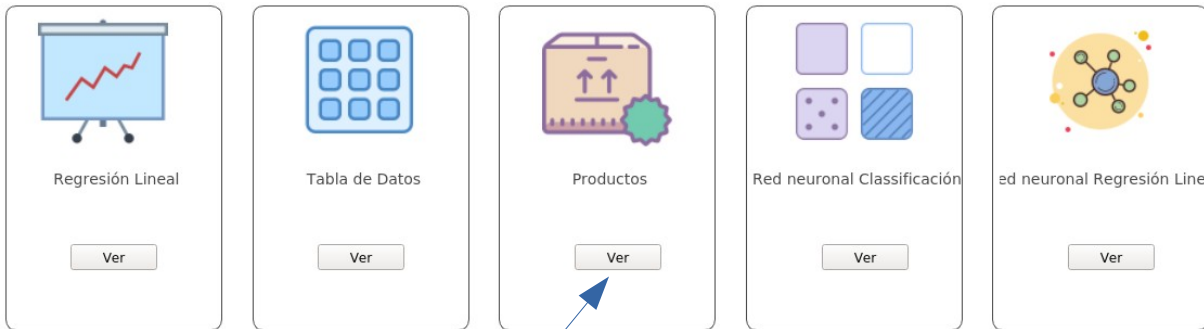 Regresión Lineal
Tabla de Datos
Productos
Red neuronal Classificación
ed neuronal Regresión Line
Ver
Ver
Ver
Ver
Ver